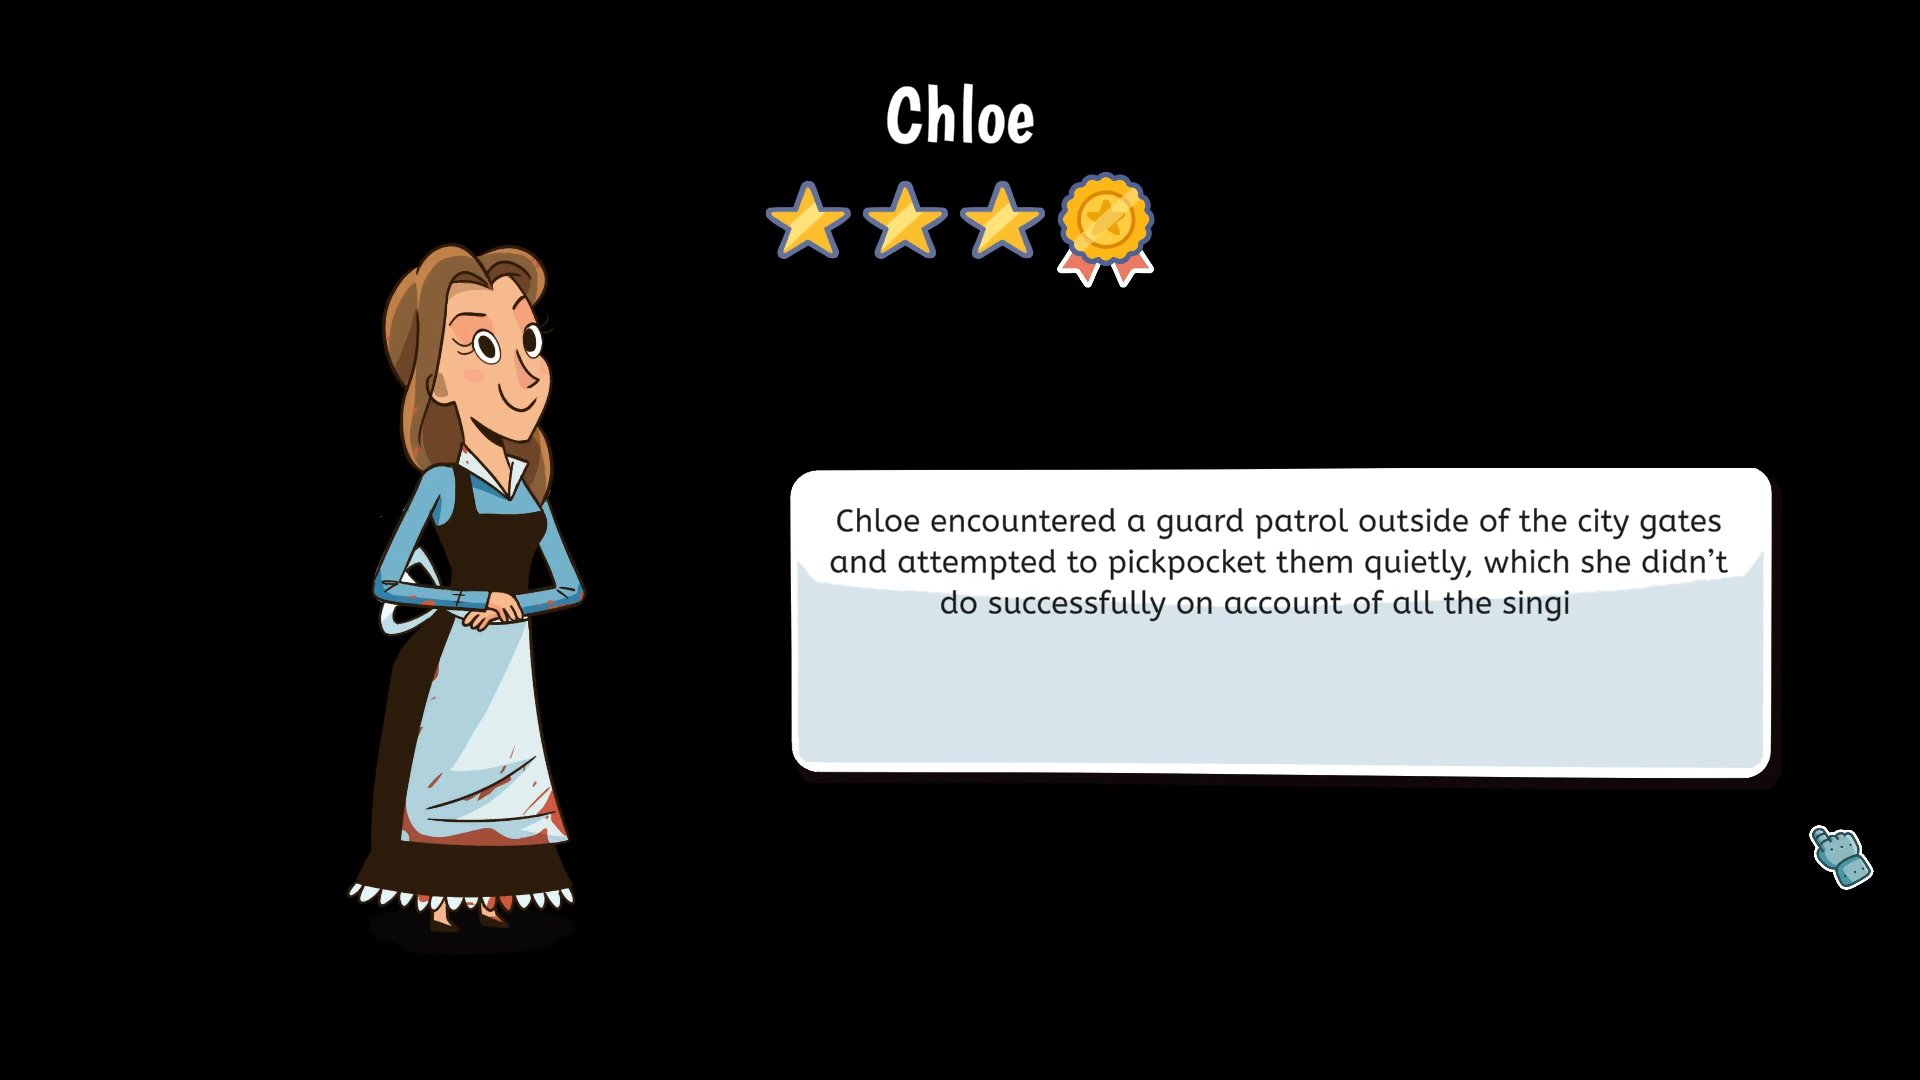 Chloe
Chloe encountered a guard patrol outside of the city gates
and attempted to pickpocket them quietly, which she didn’t
do successfully on account of all the singi